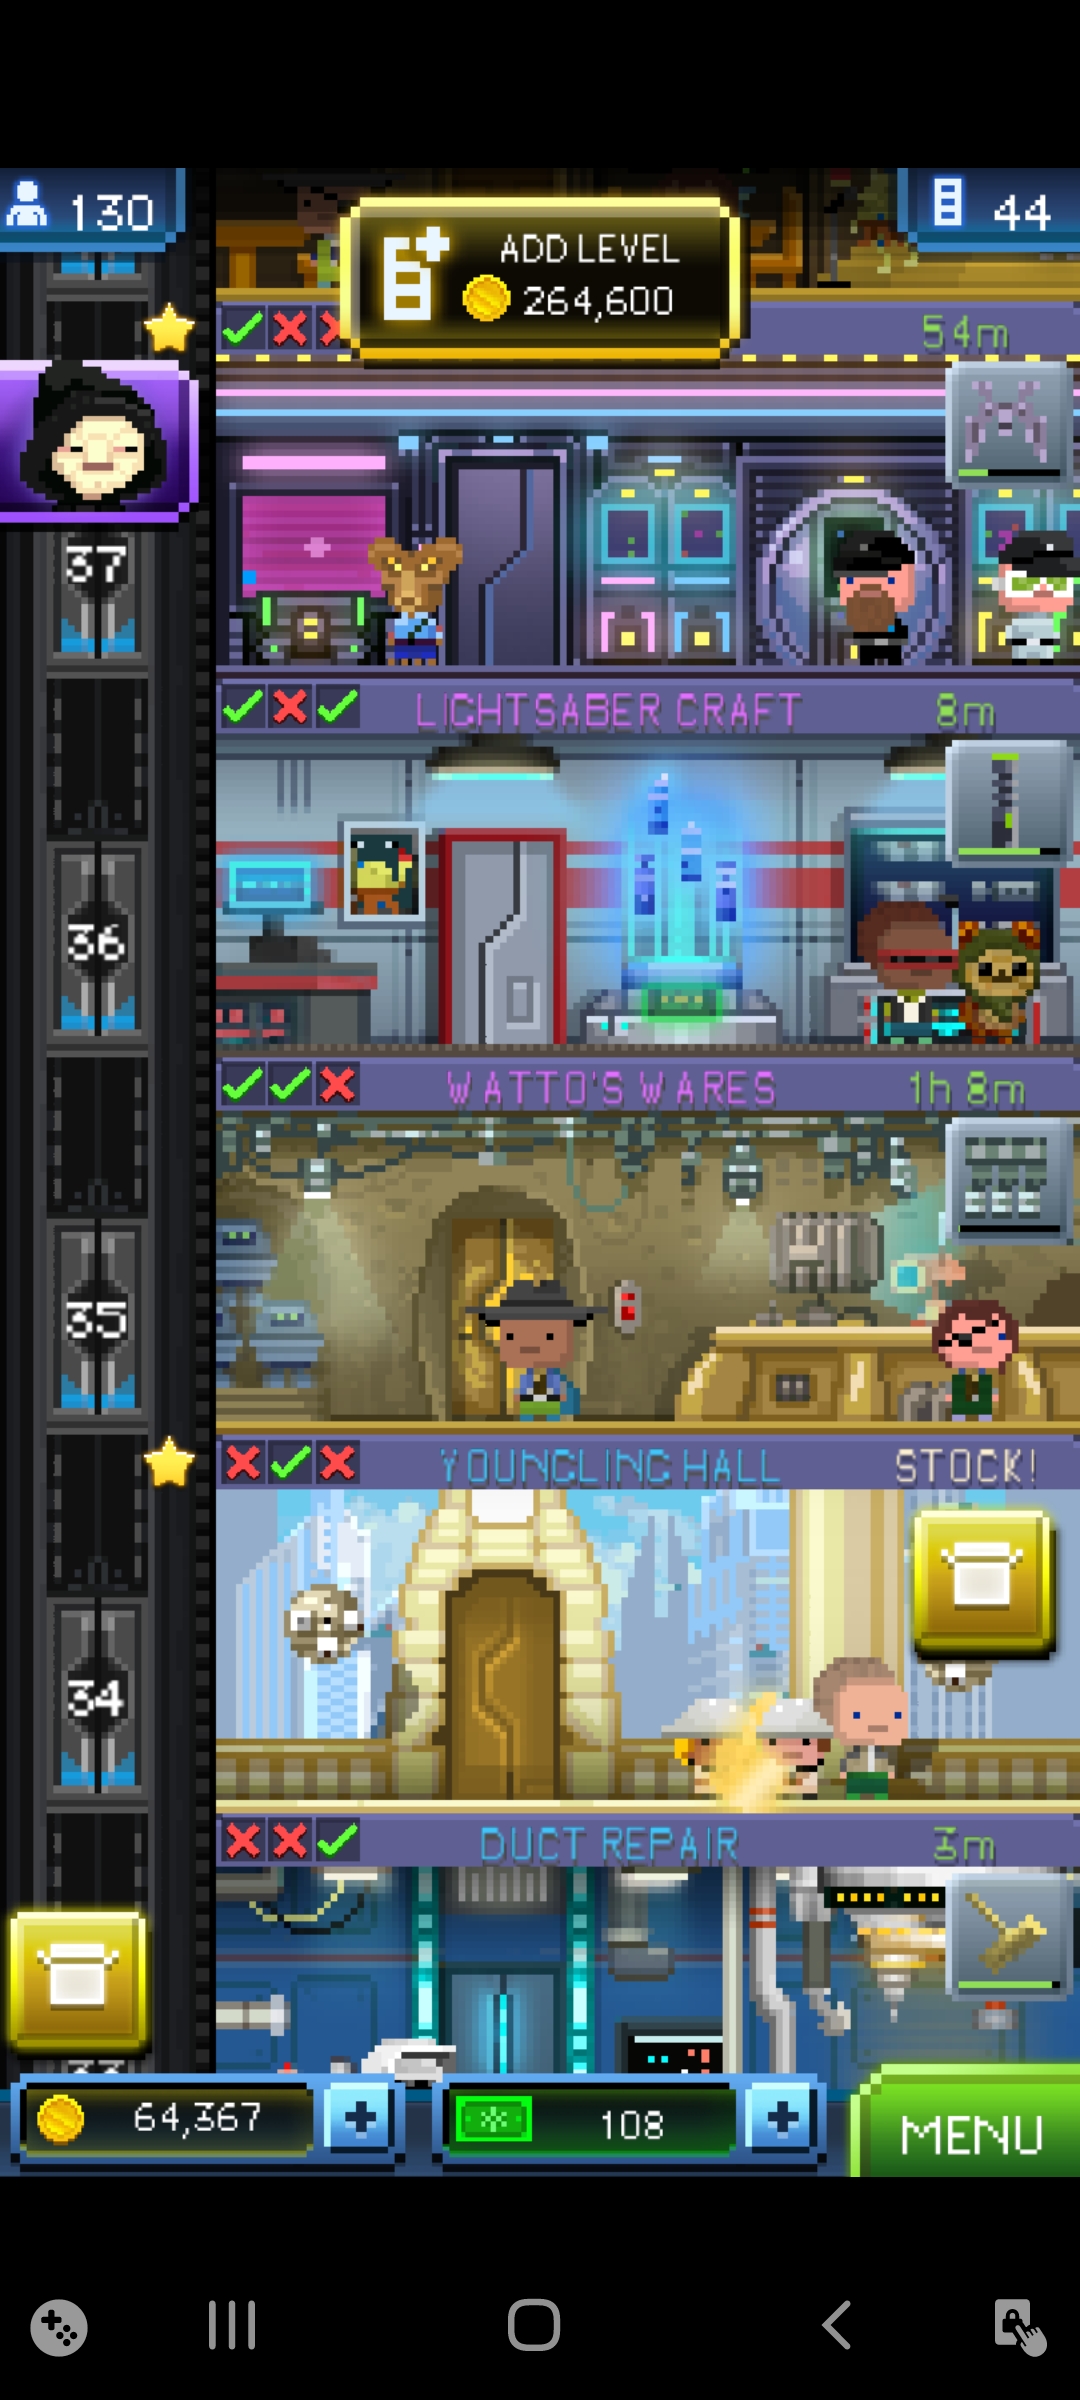 130
ADD LEVEL
264,600
44
54m
37
LIGHTSABER CRAFT
8m
36
WATTO'S WARES
1h 8m
35
YOUNGLING HALL
STOCK!
34
DUCT REPAIR
3m
33
64,367
108
MENU